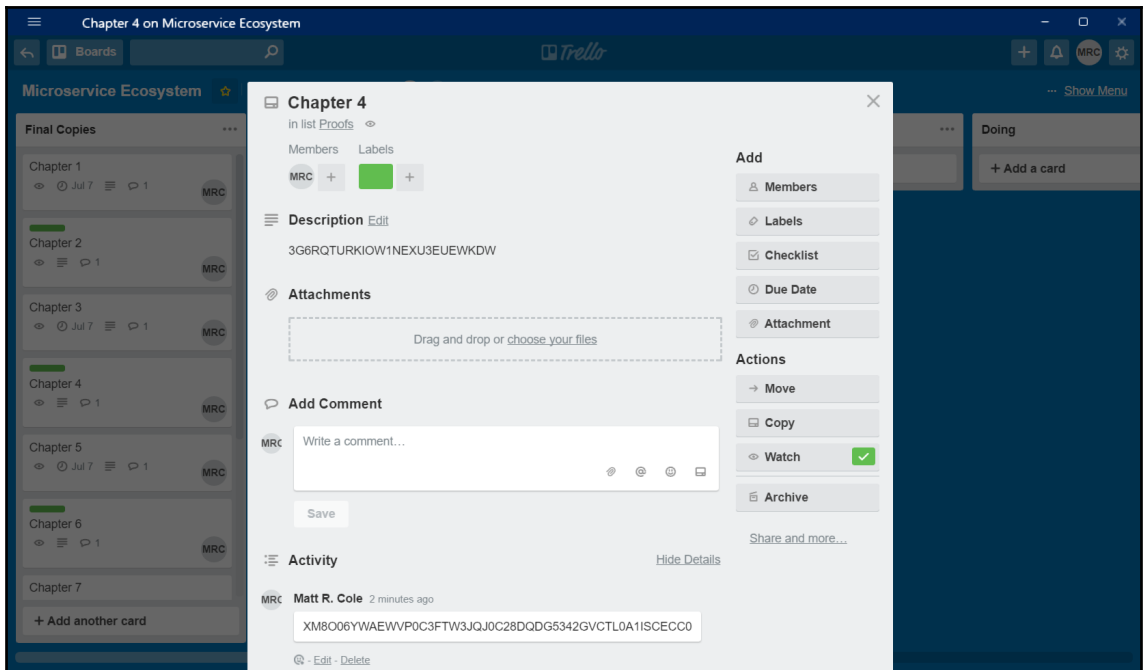 Chapter 4 on Microservice Ecosystem
Boards
Trello
MRC
Microservice Ecosystem
... Show Menu
Final Copies
Chapter 1
Jul 7 1
MRC
Chapter 2
1
MRC
Chapter 3
Jul 7 1
MRC
Chapter 4
1
MRC
Chapter 5
Jul 7 1
MRC
Chapter 6
1
MRC
Chapter 7
+ Add another card
Chapter 4
in list Proofs
Members Labels
MRC + +
Description Edit
3G6RQTURKIOW1NEXU3EUEWKDW
Attachments
Drag and drop or choose your files
Add Comment
MRC
Write a comment…
@
Save
Activity
Hide Details
MRC Matt R. Cole 2 minutes ago
XM8O06YWAEWVP0C3FTW3JQJ0C28DQDG5342GVCTL0A1ISCECC0
- Edit - Delete
Add
Members
Labels
Checklist
Due Date
Attachment
Actions
→ Move
Copy
Watch
Archive
Share and more…
Doing
+ Add a card